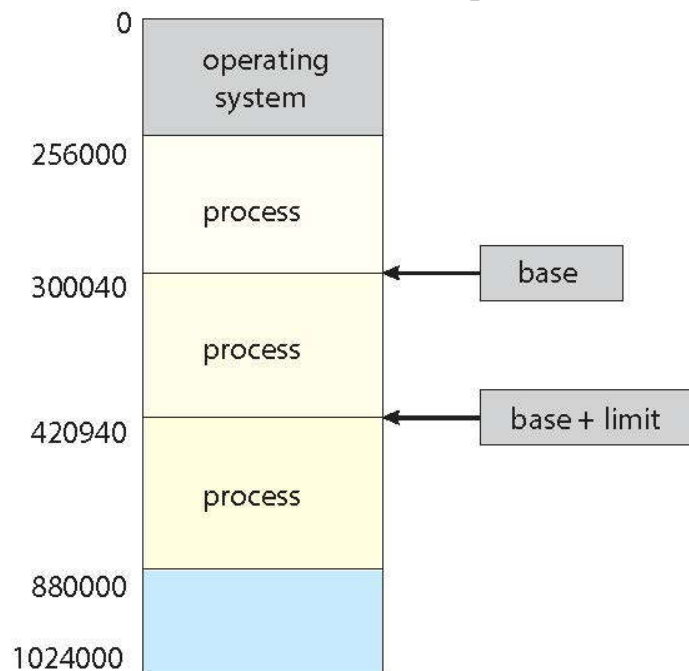 0
operating
system
256000
process
base
300040
process
base + limit
420940
process
880000
1024000